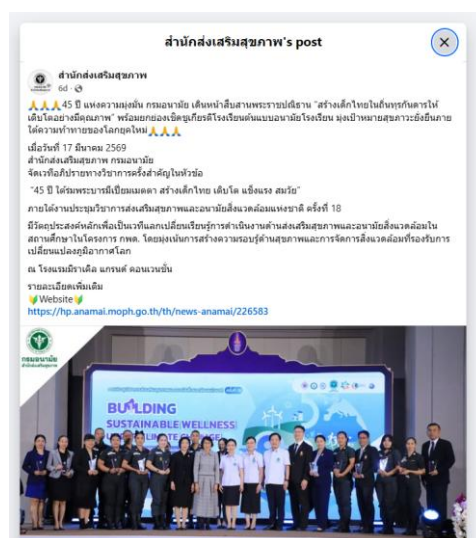 สำนักส่งเสริมสุขภาพ's post
สำนักส่งเสริมสุขภาพ
6d
🙏🙏🙏45 ปี แห่งความมุ่งมั่น กรมอนามัย เดินหน้าสืบสานพระราชปณิธาน "สร้างเด็กไทยในถิ่นทุรกันดารให้
เติบโตอย่างมีคุณภาพ" พร้อมยกย่องเชิดชูเกียรติโรงเรียนต้นแบบอนามัยโรงเรียน มุ่งเป้าหมายสุขภาวะยั่งยืนภาย
ใต้ความท้าทายของโลกยุคใหม่🙏🙏🙏
เมื่อวันที่ 17 มีนาคม 2569
สำนักส่งเสริมสุขภาพ กรมอนามัย
จัดเวทีอภิปรายทางวิชาการครั้งสำคัญในหัวข้อ
"45 ปี ใต้ร่มพระบารมีเปี่ยมเมตตา สร้างเด็กไทย เติบโต แข็งแรง สมวัย"
ภายใต้งานประชุมวิชาการส่งเสริมสุขภาพและอนามัยสิ่งแวดล้อมแห่งชาติ ครั้งที่ 18
มีวัตถุประสงค์หลักเพื่อเป็นเวทีแลกเปลี่ยนเรียนรู้การดำเนินงานด้านส่งเสริมสุขภาพและอนามัยสิ่งแวดล้อมใน
สถานศึกษาในโครงการ กพด. โดยมุ่งเน้นการสร้างความรอบรู้ด้านสุขภาพและการจัดการสิ่งแวดล้อมที่รองรับการ
เปลี่ยนแปลงภูมิอากาศโลก
ณ โรงแรมมิราเคิล แกรนด์ คอนเวนชั่น
รายละเอียดเพิ่มเติม
🔰Website🔰
https://hp.anamai.moph.go.th/th/news-anamai/226583
กรมอนามัย
สำนักส่งเสริมสุขภาพ
BUILDING
SUSTAINABLE WELLNESS